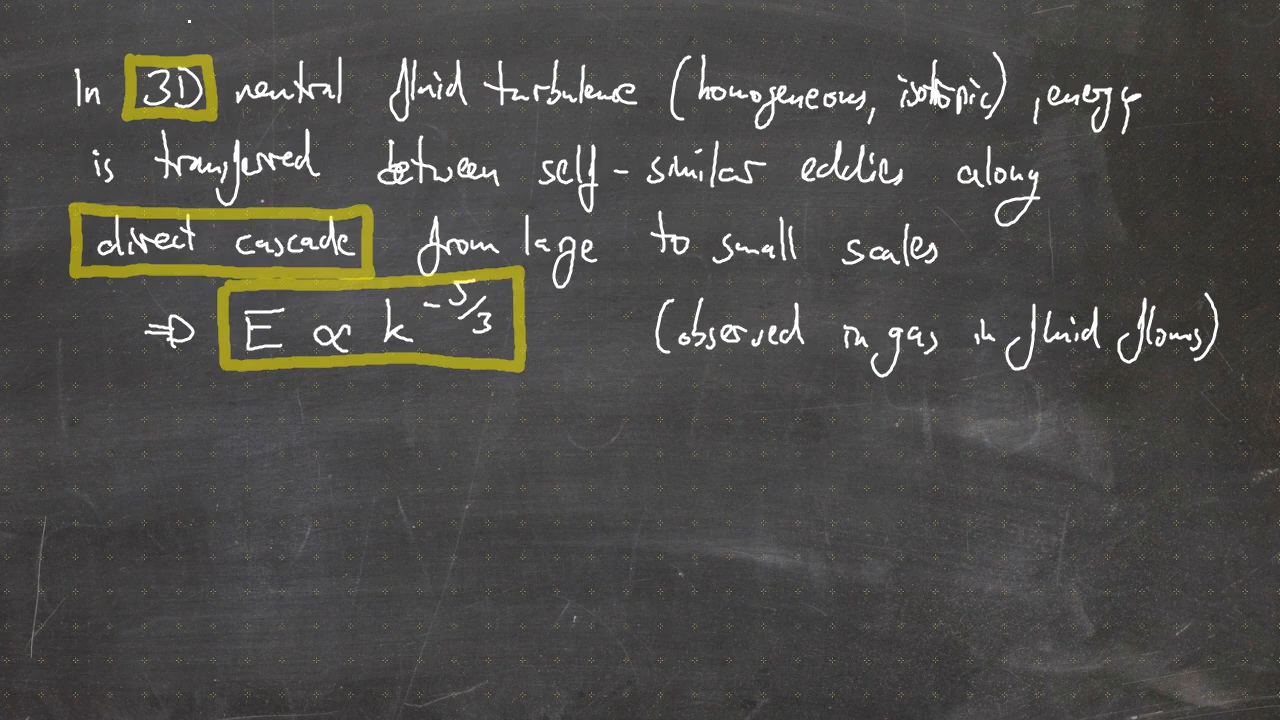 In 3D neutral fluid turbulence (homogeneous, isotopic), energy
is transferred between self-similar eddies along
direct cascade from large to small scales
⇒ E ∝ k^-5/3 (observed in gas in fluid flows)